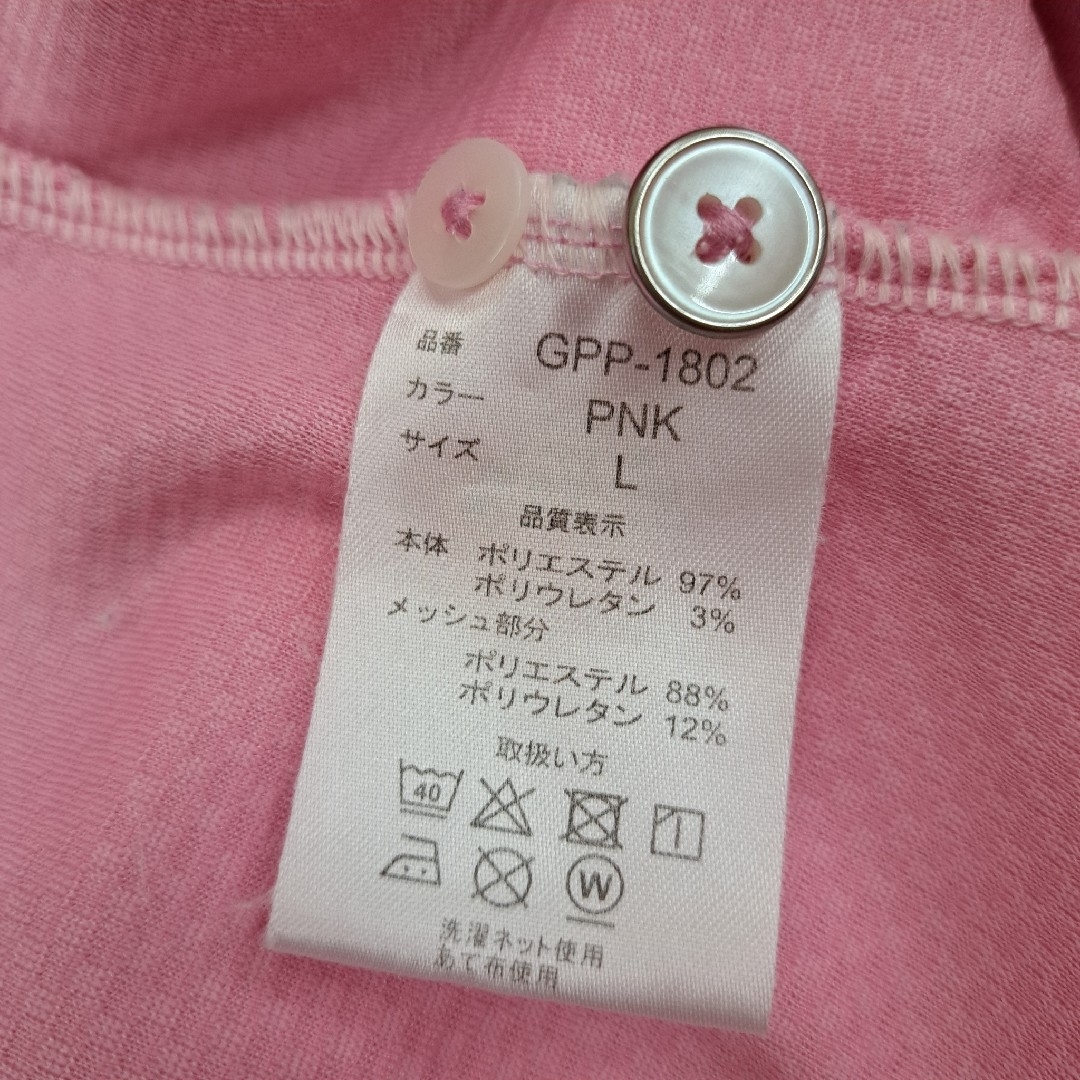 品番 GPP-1802
カラー PNK
サイズ L
品質表示
本体 ポリエステル 97%
ポリウレタン 3%
メッシュ部分
ポリエステル 88%
ポリウレタン 12%
取扱い方
40
W
洗濯ネット使用
あて布使用